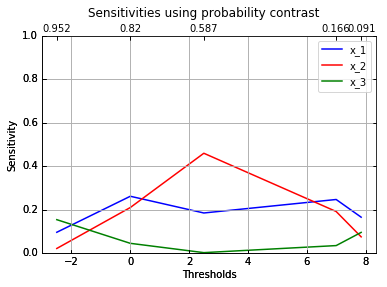 Sensitivities using probability contrast
0.952 0.82 0.587 0.166 0.091
1.0
0.8
0.6
0.4
0.2
0.0
Sensitivity
x_1
x_2
x_3
−2 0 2 4 6 8
Thresholds